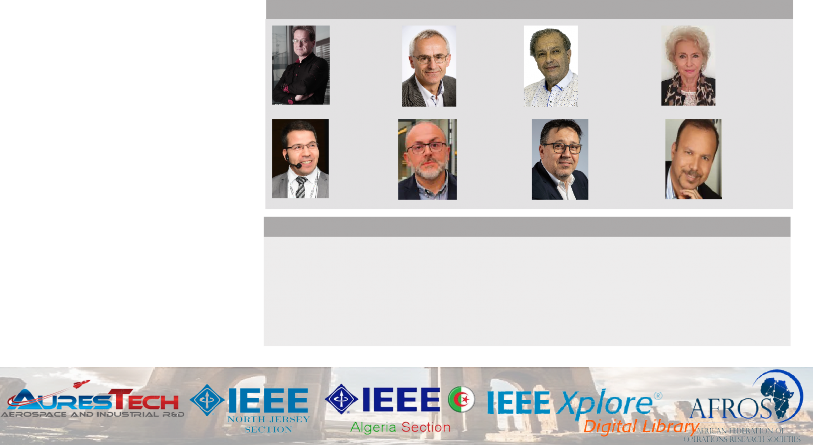 AURESTECH
AEROSPACE AND INDUSTRIAL R&D
IEEE
NORTH JERSEY
SECTION
IEEE
Algeria Section
IEEE Xplore®
Digital Library
AFROS
AFRICAN FEDERATION OF
OPERATIONS RESEARCH SOCIETIES